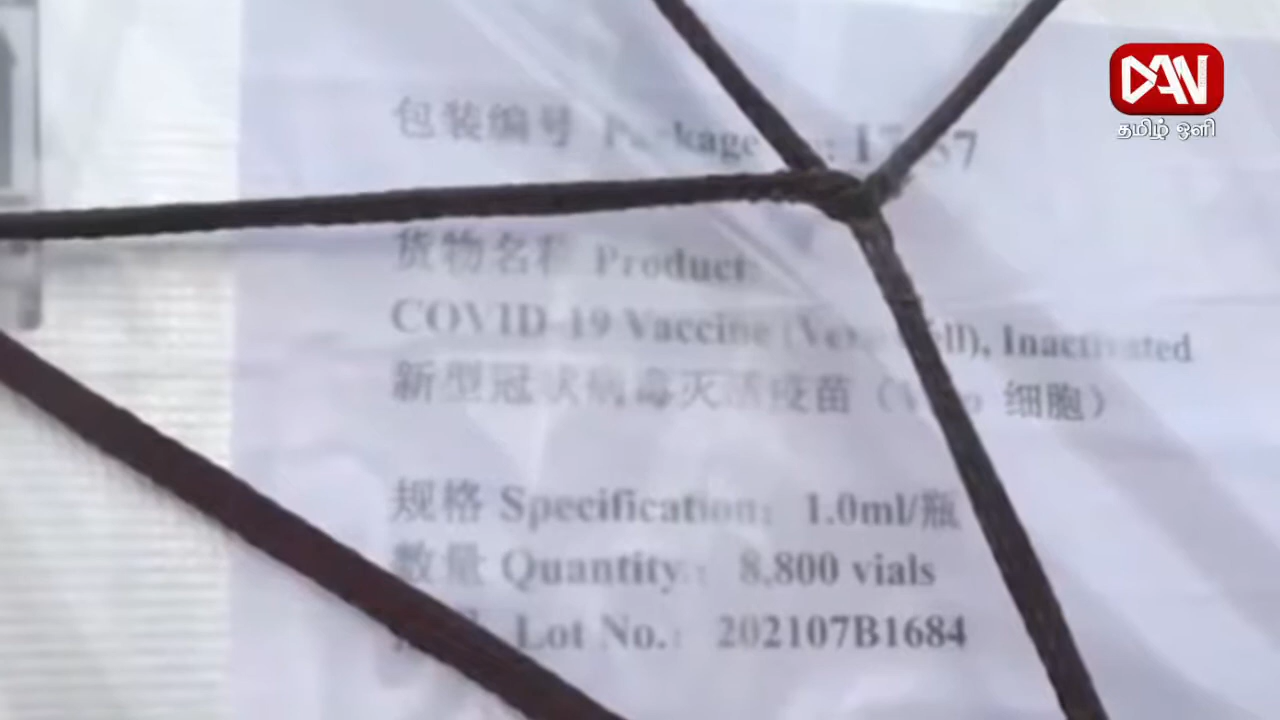 DAN
தமிழ் ஒளி
包装编号
货物名称 Product
COVID-19 Vaccine Inactivated
新型冠状病毒灭活疫苗 细胞）
规格 Specification: 1.0ml/瓶
数量 Quantity: 8,800 vials
Lot No.: 202107B1684